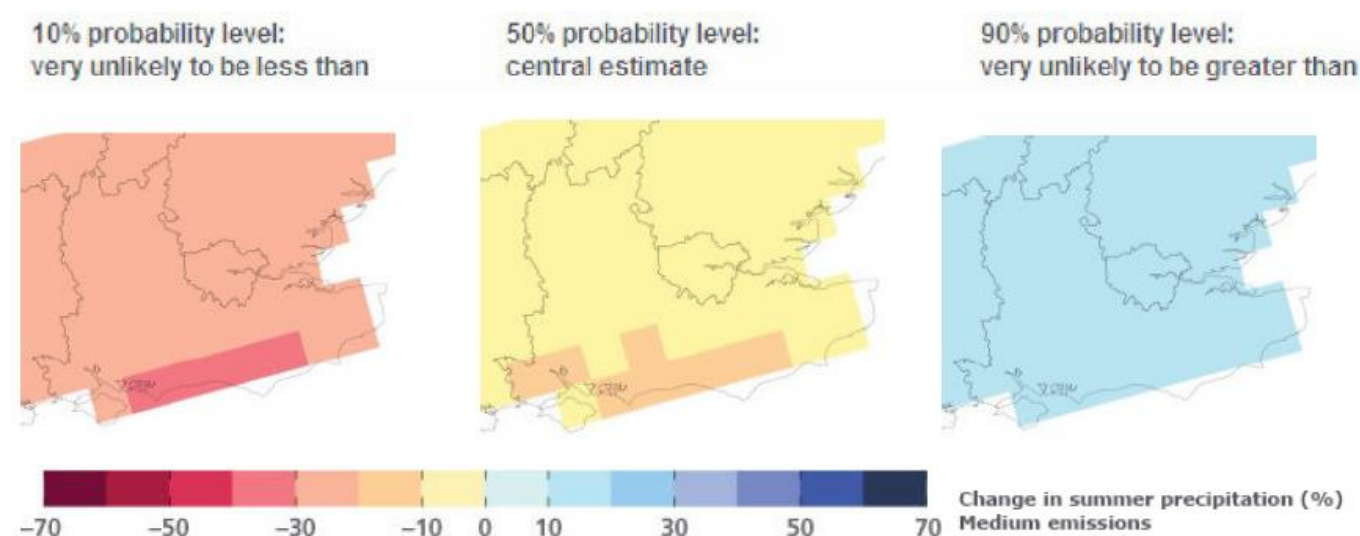 10% probability level:
very unlikely to be less than
50% probability level:
central estimate
90% probability level:
very unlikely to be greater than
–70 –50 –30 –10 0 10 30 50 70
Change in summer precipitation (%)
Medium emissions